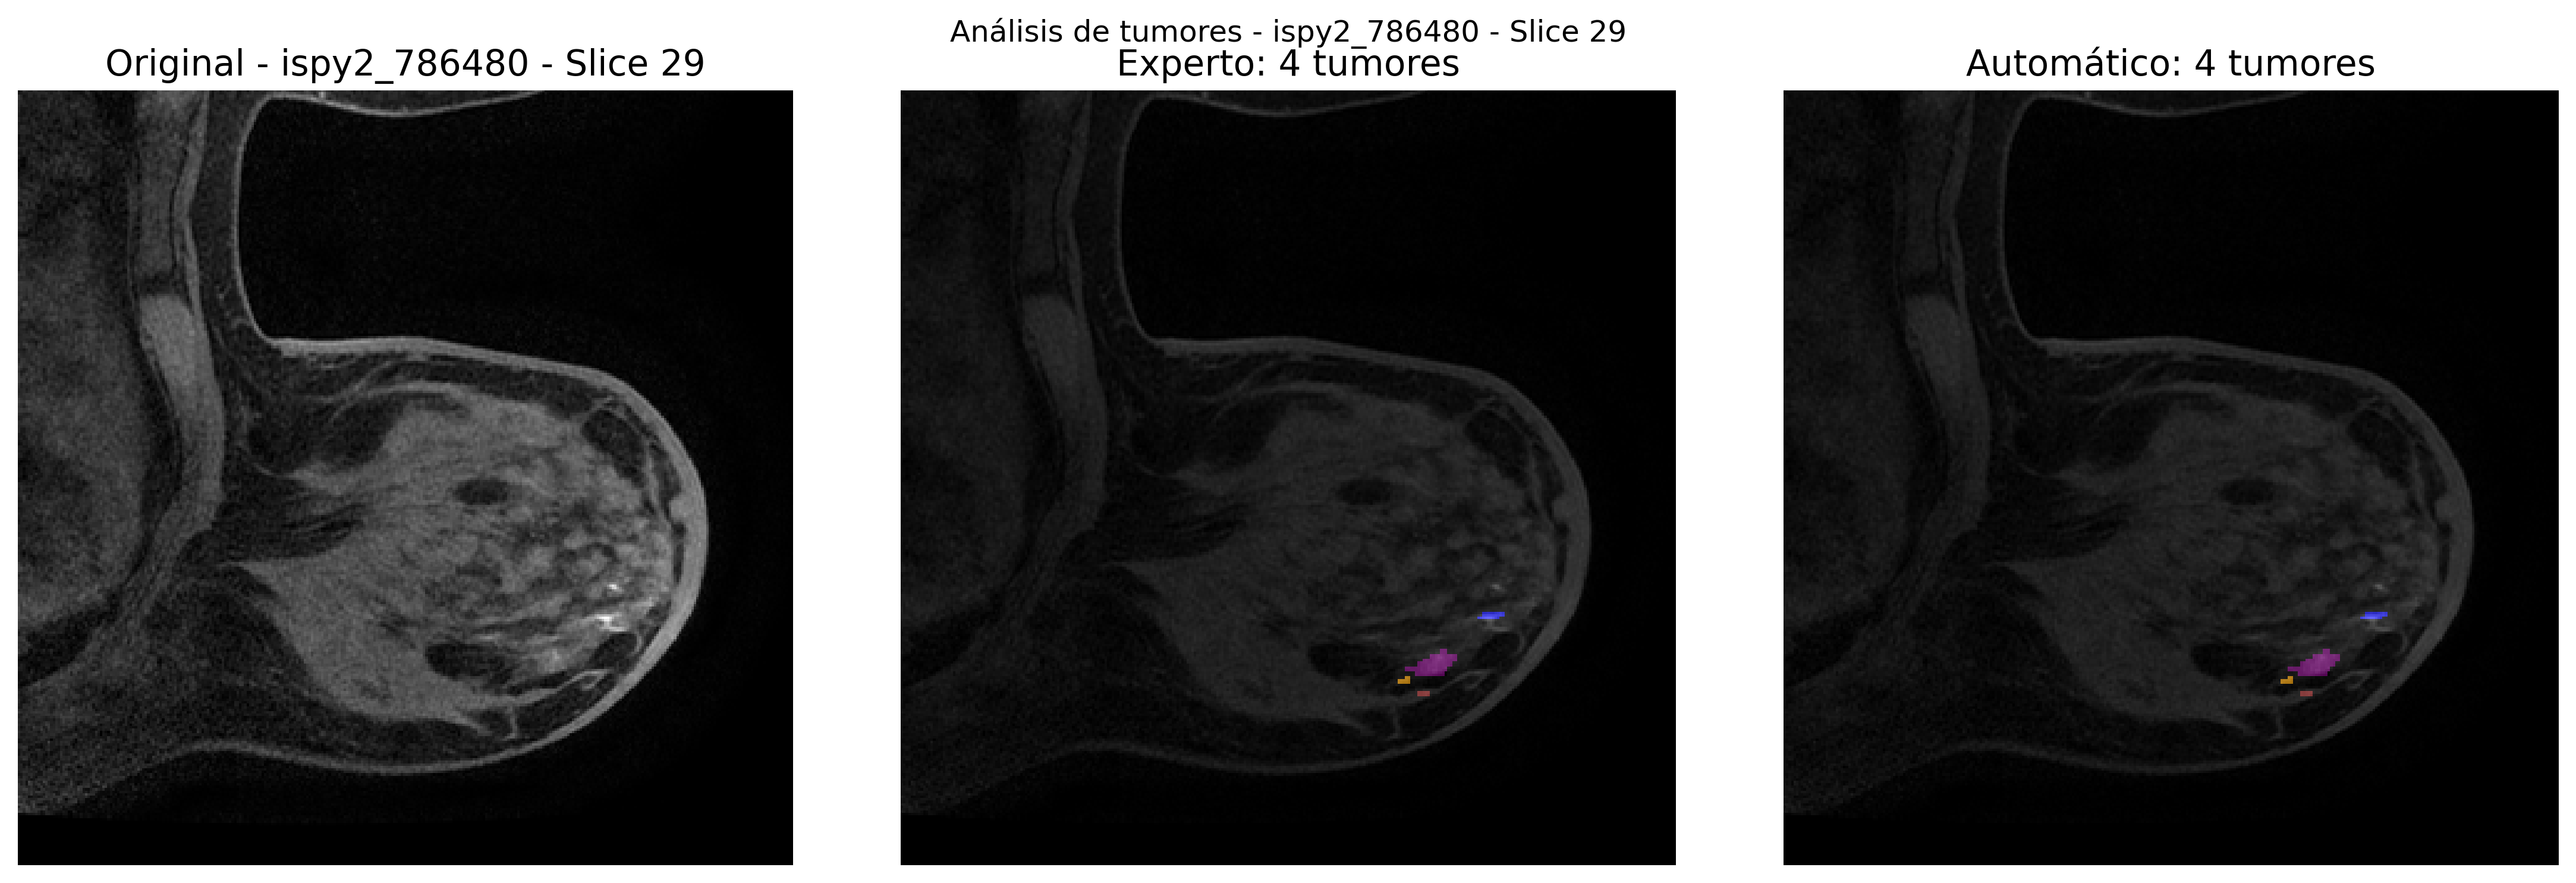 Análisis de tumores - ispy2_786480 - Slice 29
Original - ispy2_786480 - Slice 29
Experto: 4 tumores
Automático: 4 tumores